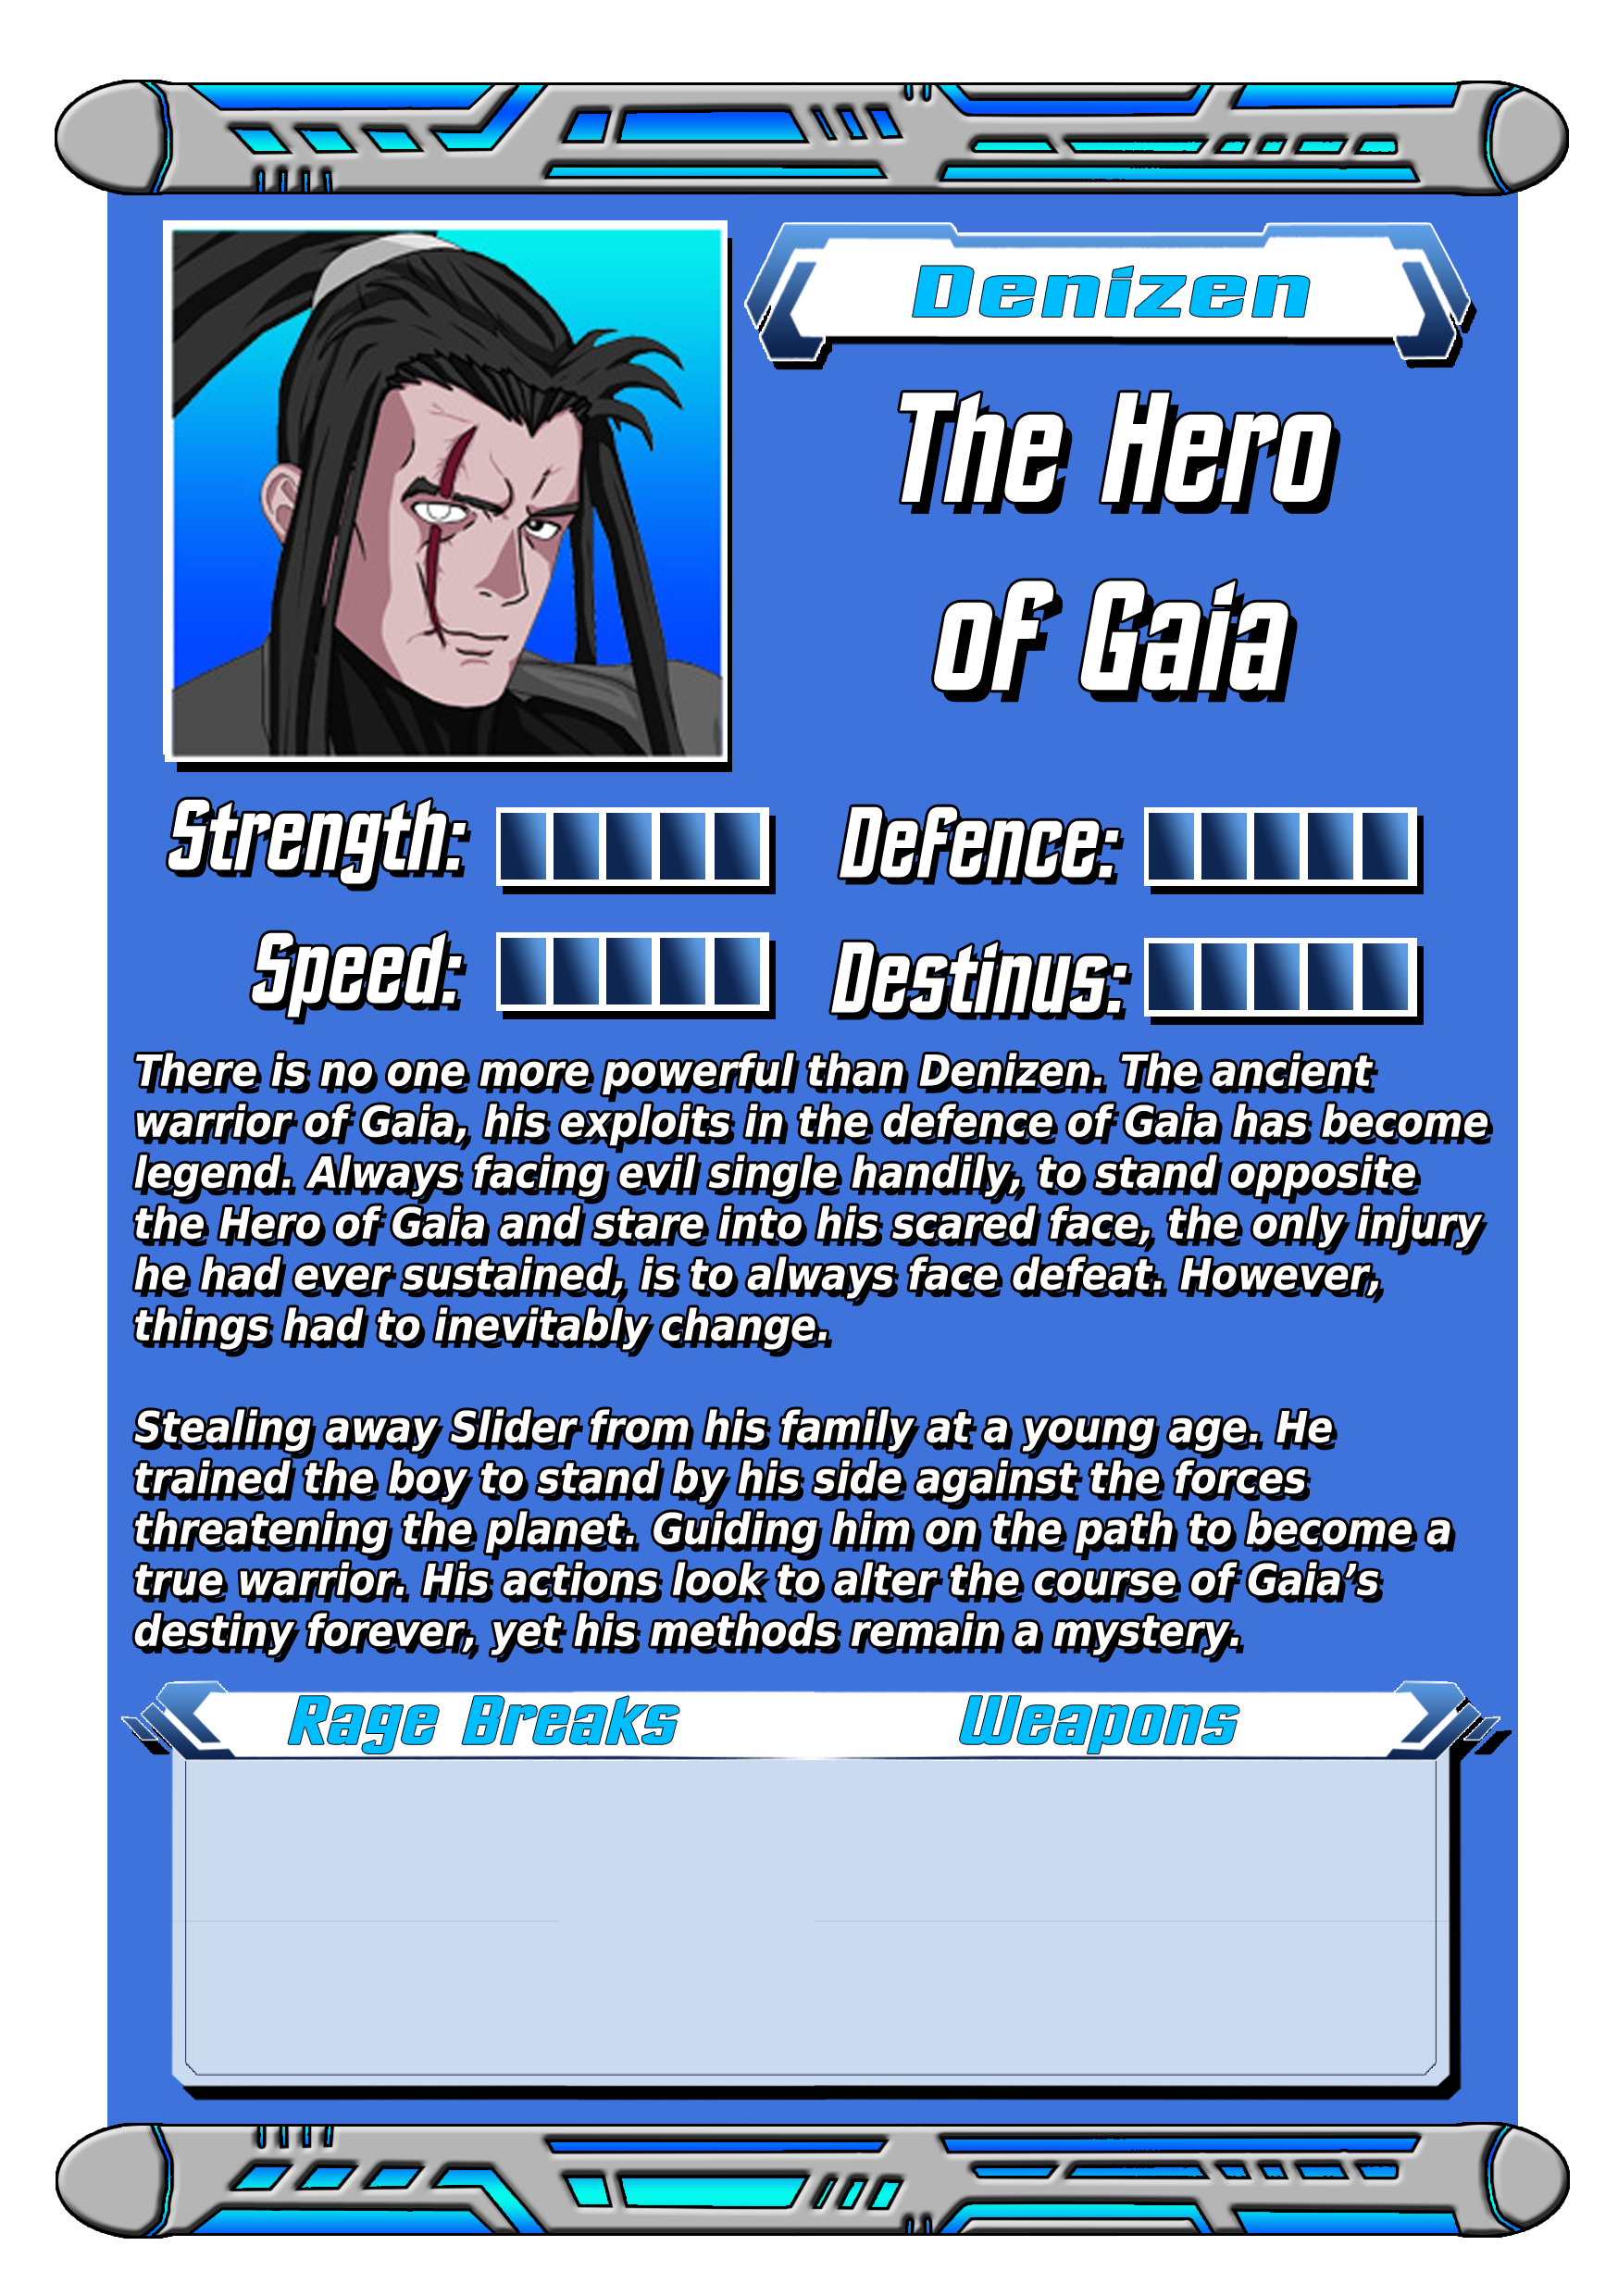 Denizen
The Hero
of Gaia
Strength:
Defence:
Speed:
Destinus:
There is no one more powerful than Denizen. The ancient
warrior of Gaia, his exploits in the defence of Gaia has become
legend. Always facing evil single handily, to stand opposite
the Hero of Gaia and stare into his scared face, the only injury
he had ever sustained, is to always face defeat. However,
things had to inevitably change.
Stealing away Slider from his family at a young age. He
trained the boy to stand by his side against the forces
threatening the planet. Guiding him on the path to become a
true warrior. His actions look to alter the course of Gaia’s
destiny forever, yet his methods remain a mystery.
Rage Breaks
Weapons